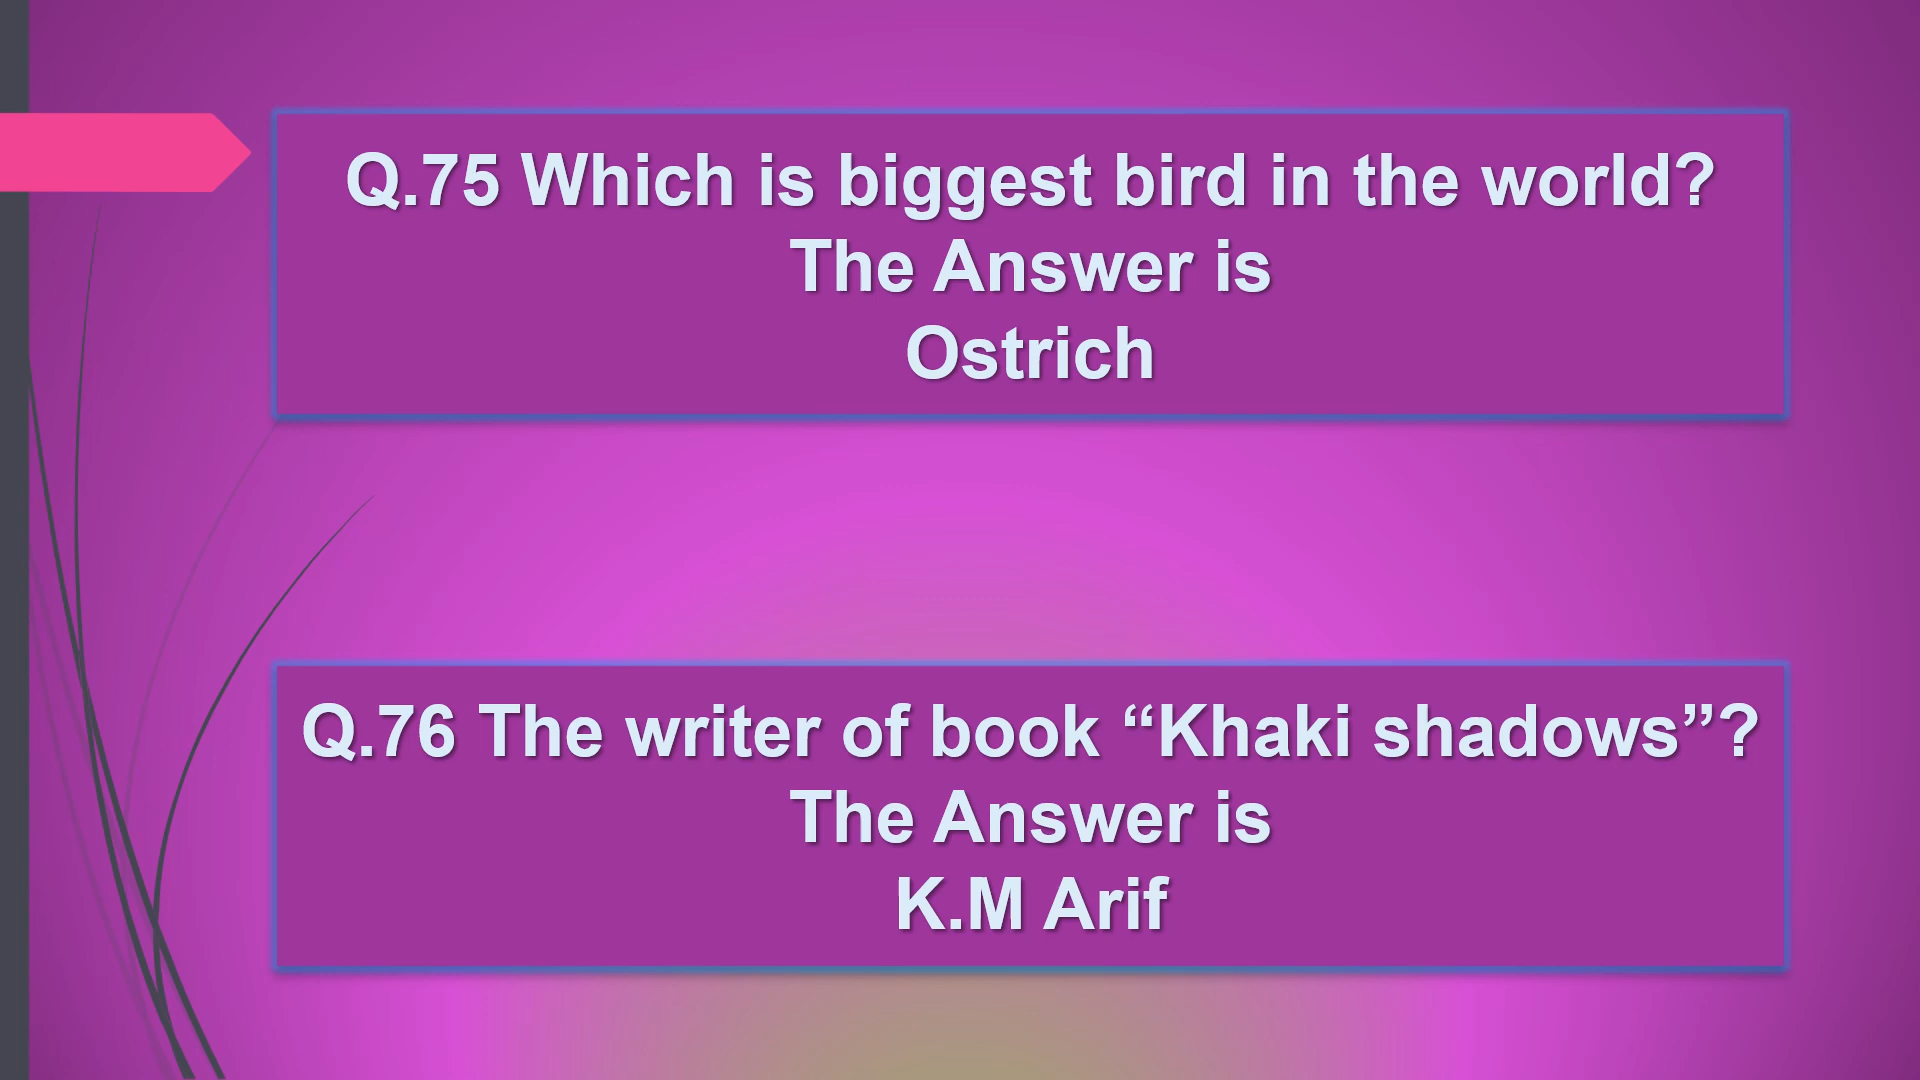 Q.75 Which is biggest bird in the world?
The Answer is
Ostrich
Q.76 The writer of book “Khaki shadows”?
The Answer is
K.M Arif